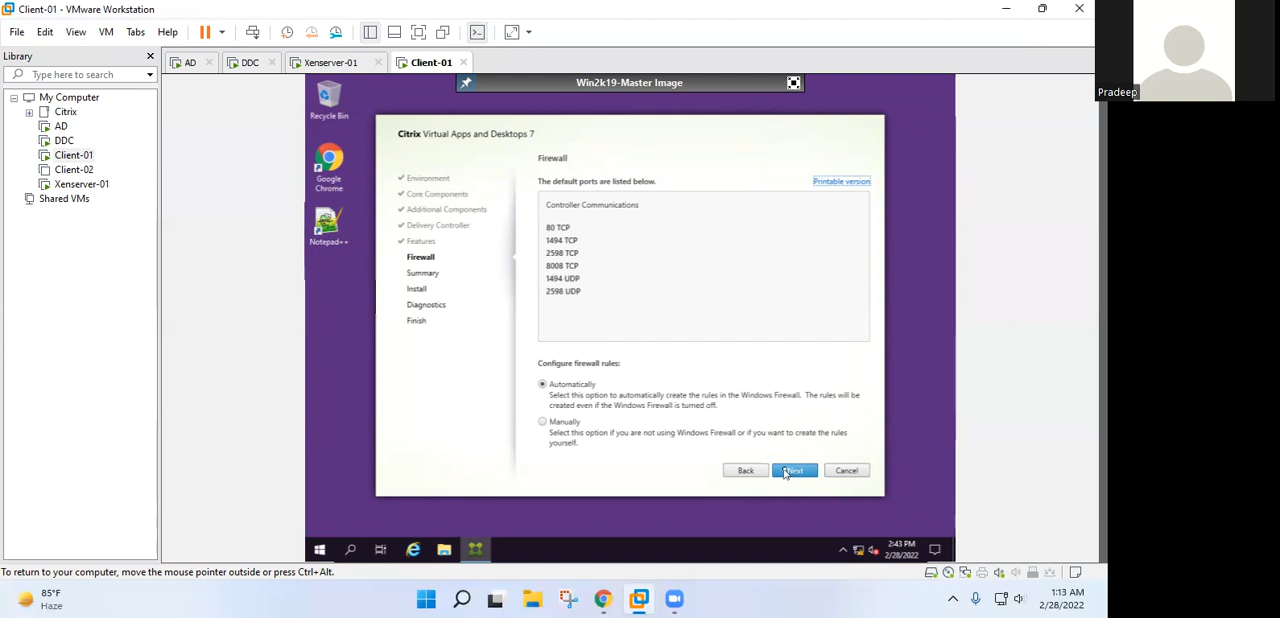 Client-01 - VMware Workstation
File Edit View VM Tabs Help
Library
Type here to search
My Computer
Citrix
AD
DDC
Client-01
Client-02
Xenserver-01
Shared VMs
AD DDC Xenserver-01 Client-01
Win2k19-Master Image
Recycle Bin
Google
Chrome
Notepad++
Citrix Virtual Apps and Desktops 7
Environment
Core Components
Additional Components
Delivery Controller
Features
Firewall
Summary
Install
Diagnostics
Finish
Firewall
The default ports are listed below.
Printable version
Controller Communications
80 TCP
1494 TCP
2598 TCP
8008 TCP
1494 UDP
2598 UDP
Configure firewall rules:
Automatically
Select this option to automatically create the rules in the Windows Firewall. The rules will be
created even if the Windows Firewall is turned off.
Manually
Select this option if you are not using Windows Firewall or if you want to create the rules
yourself.
Back Next Cancel
2:43 PM
2/28/2022
To return to your computer, move the mouse pointer outside or press Ctrl+Alt.
85°F
Haze
1:13 AM
2/28/2022
Pradeep